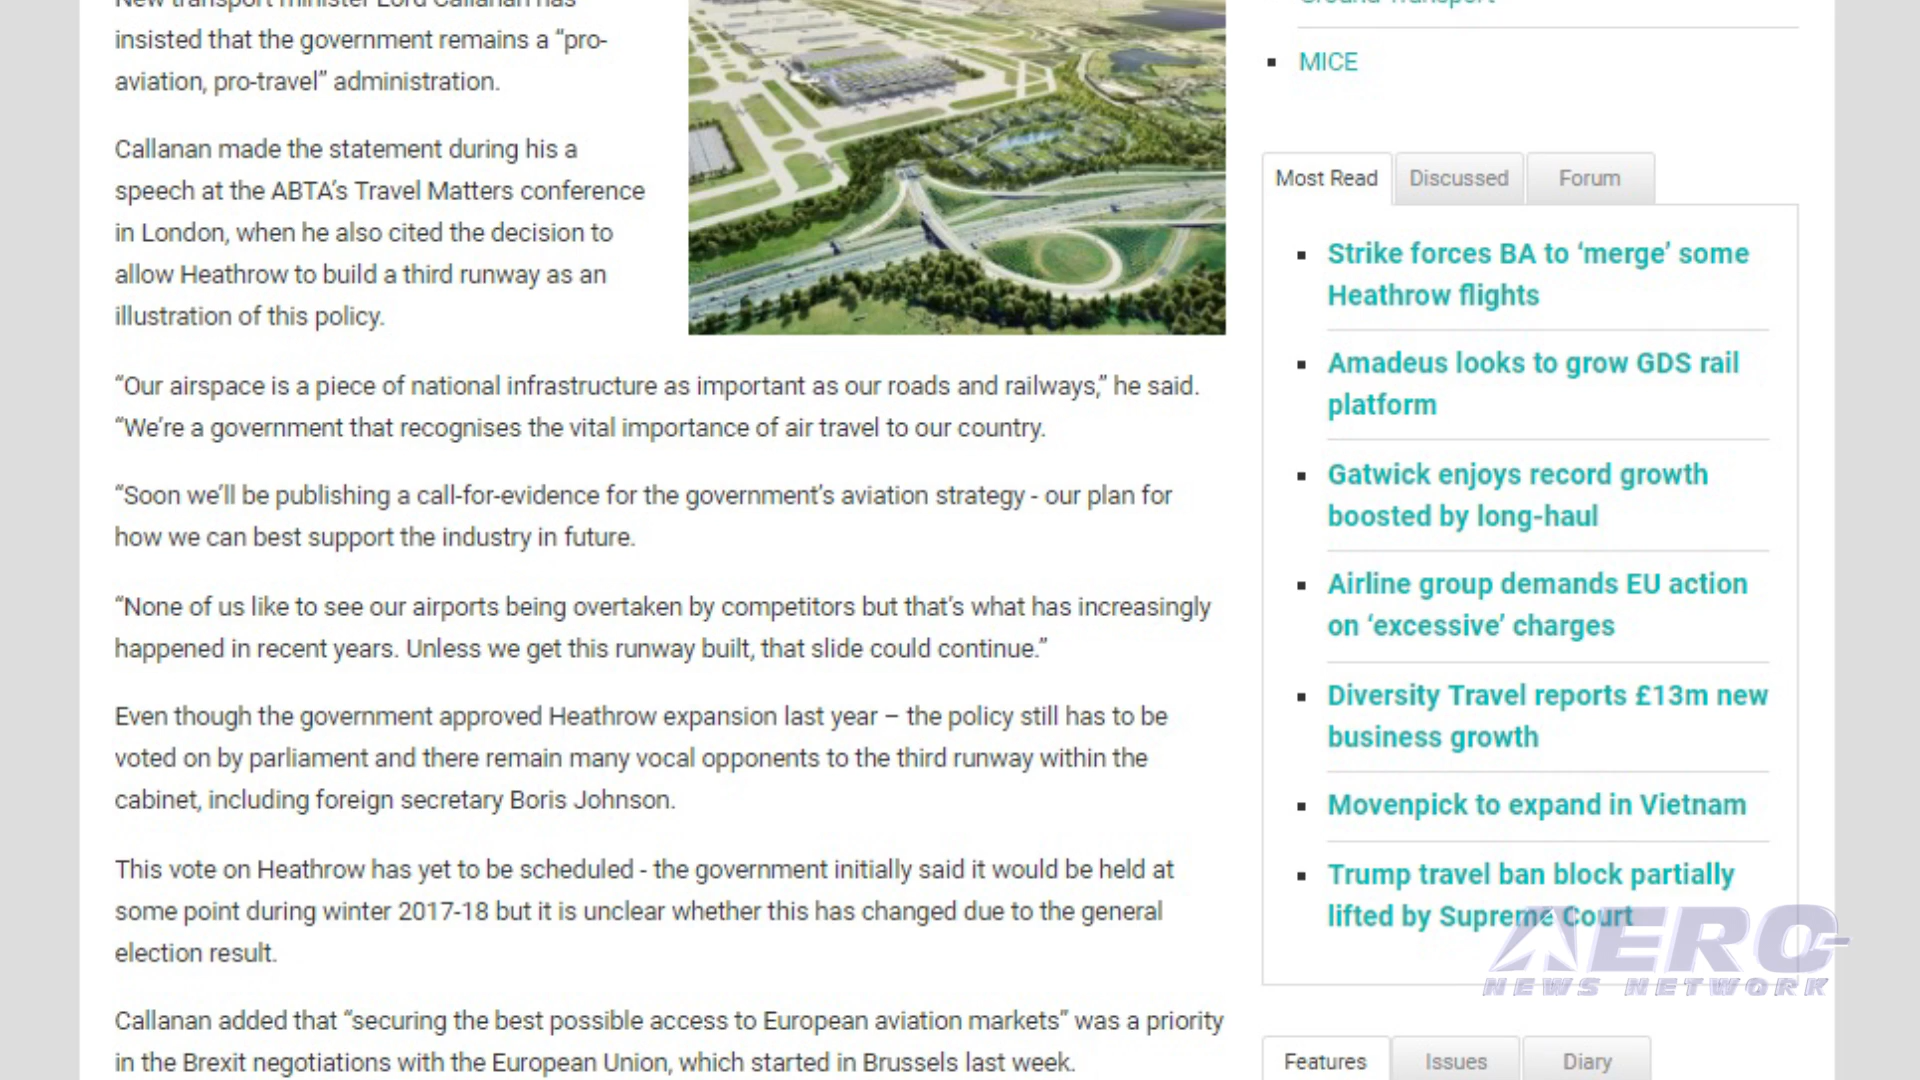 New transport minister Lord Callanan has
insisted that the government remains a “pro-
aviation, pro-travel” administration.
Callanan made the statement during his a
speech at the ABTA’s Travel Matters conference
in London, when he also cited the decision to
allow Heathrow to build a third runway as an
illustration of this policy.
“Our airspace is a piece of national infrastructure as important as our roads and railways,” he said.
“We’re a government that recognises the vital importance of air travel to our country.
“Soon we’ll be publishing a call-for-evidence for the government’s aviation strategy - our plan for
how we can best support the industry in future.
“None of us like to see our airports being overtaken by competitors but that’s what has increasingly
happened in recent years. Unless we get this runway built, that slide could continue.”
Even though the government approved Heathrow expansion last year – the policy still has to be
voted on by parliament and there remain many vocal opponents to the third runway within the
cabinet, including foreign secretary Boris Johnson.
This vote on Heathrow has yet to be scheduled - the government initially said it would be held at
some point during winter 2017-18 but it is unclear whether this has changed due to the general
election result.
Callanan added that “securing the best possible access to European aviation markets” was a priority
in the Brexit negotiations with the European Union, which started in Brussels last week.
Ground Transport
MICE
Most Read
Discussed
Forum
Strike forces BA to ‘merge’ some
Heathrow flights
Amadeus looks to grow GDS rail
platform
Gatwick enjoys record growth
boosted by long-haul
Airline group demands EU action
on ‘excessive’ charges
Diversity Travel reports £13m new
business growth
Movenpick to expand in Vietnam
Trump travel ban block partially
lifted by Supreme Court
AERO-
NEWS NETWORK
Features
Issues
Diary